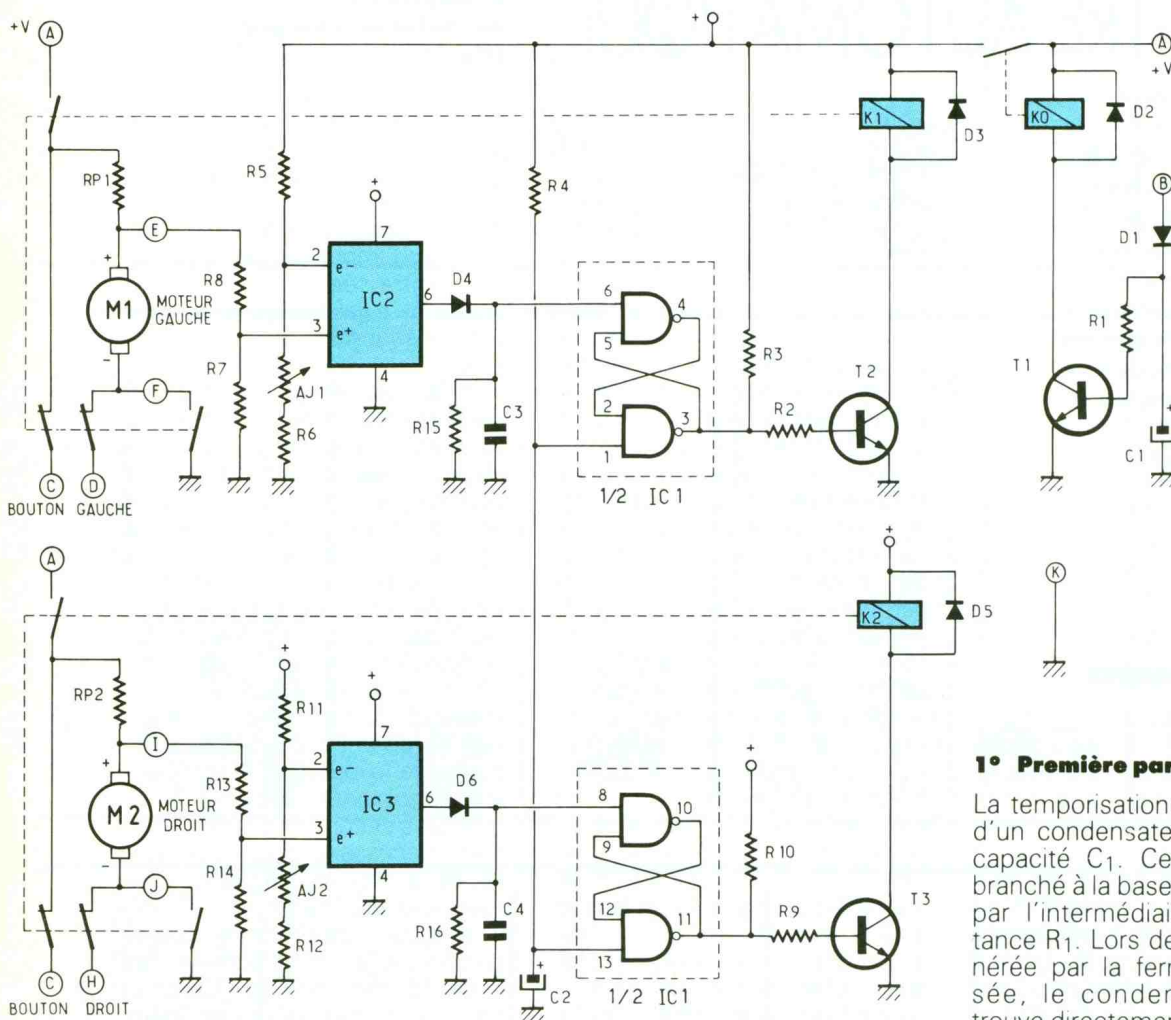 +V
A
+
A
+V
K1
D3
K0
D2
RP1
R5
R4
B
E
+
D1
2
7
e-
IC2
6
D4
R8
M1
MOTEUR
GAUCHE
3
e+
6
4
5
R3
R1
-
R7
4
T2
T1
F
AJ1
2
3
R2
R15
C3
1
+
C1
R6
C
D
BOUTON GAUCHE
1/2 IC1
A
+
K
K2
D5
RP2
+
R11
+
I
+
2
7
e-
IC3
6
D6
R13
M2
MOTEUR
DROIT
3
e+
8
10
9
+
R10
-
R14
4
T3
J
AJ2
12
11
R9
R16
C4
13
R12
+
C2
C
H
BOUTON DROIT
1/2 IC1
1° Première par
La temporisation
d'un condensate
capacité C1. Ce
branché à la base
par l'intermédiai
tance R1. Lors de
nérée par la ferm
sée, le conden
trouve directemen